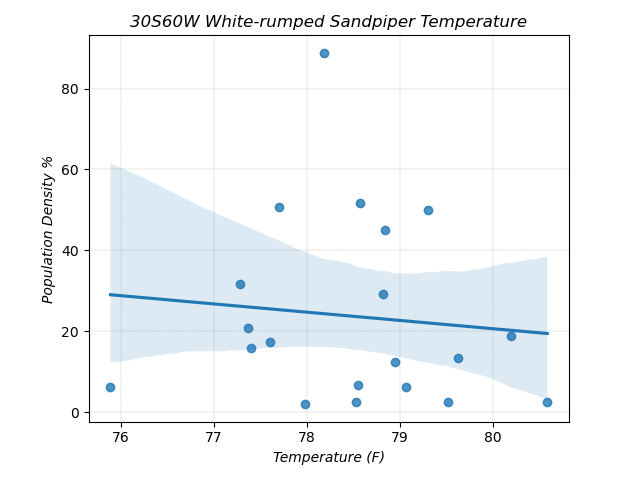 30S60W White-rumped Sandpiper Temperature
Population Density %
80
60
40
20
0
76 77 78 79 80
Temperature (F)